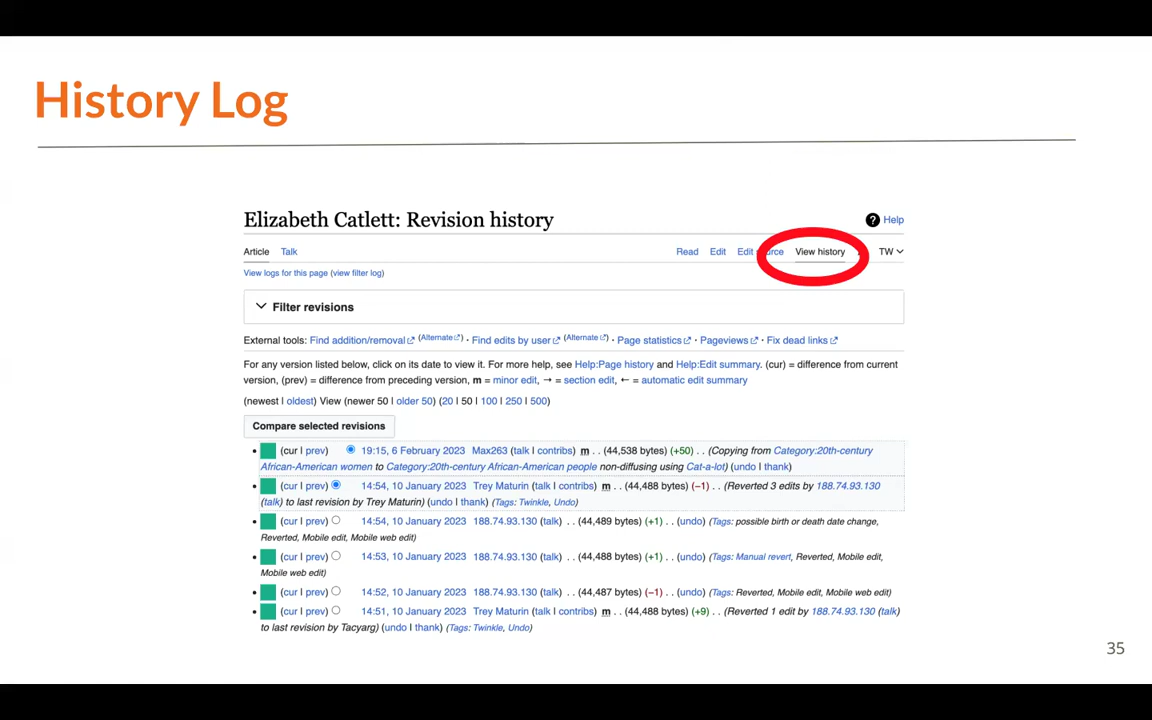 History Log
Elizabeth Catlett: Revision history
? Help
Article Talk Read Edit Edit View history TW
View logs for this page (view filter log)
Filter revisions
External tools: Find addition/removal (Alternate) · Find edits by user (Alternate) · Page statistics · Pageviews · Fix dead links
For any version listed below, click on its date to view it. For more help, see Help:Page history and Help:Edit summary. (cur) = difference from current
version, (prev) = difference from preceding version, m = minor edit, → = section edit, ← = automatic edit summary
(newest | oldest) View (newer 50 | older 50) (20 | 50 | 100 | 250 | 500)
Compare selected revisions
(cur | prev) 19:15, 6 February 2023 Max263 (talk | contribs) m . . (44,538 bytes) (+50) . . (Copying from Category:20th-century
African-American women to Category:20th-century African-American people non-diffusing using Cat-a-lot) (undo | thank)
(cur | prev) 14:54, 10 January 2023 Trey Maturin (talk | contribs) m . . (44,488 bytes) (−1) . . (Reverted 3 edits by 188.74.93.130
(talk) to last revision by Trey Maturin) (undo | thank) (Tags: Twinkle, Undo)
(cur | prev) 14:54, 10 January 2023 188.74.93.130 (talk) . . (44,489 bytes) (+1) . . (undo) (Tags: possible birth or death date change,
Reverted, Mobile edit, Mobile web edit)
(cur | prev) 14:53, 10 January 2023 188.74.93.130 (talk) . . (44,488 bytes) (+1) . . (undo) (Tags: Manual revert, Reverted, Mobile edit,
Mobile web edit)
(cur | prev) 14:52, 10 January 2023 188.74.93.130 (talk) . . (44,487 bytes) (−1) . . (undo) (Tags: Reverted, Mobile edit, Mobile web edit)
(cur | prev) 14:51, 10 January 2023 Trey Maturin (talk | contribs) m . . (44,488 bytes) (+9) . . (Reverted 1 edit by 188.74.93.130 (talk)
to last revision by Tacyarg) (undo | thank) (Tags: Twinkle, Undo)
35